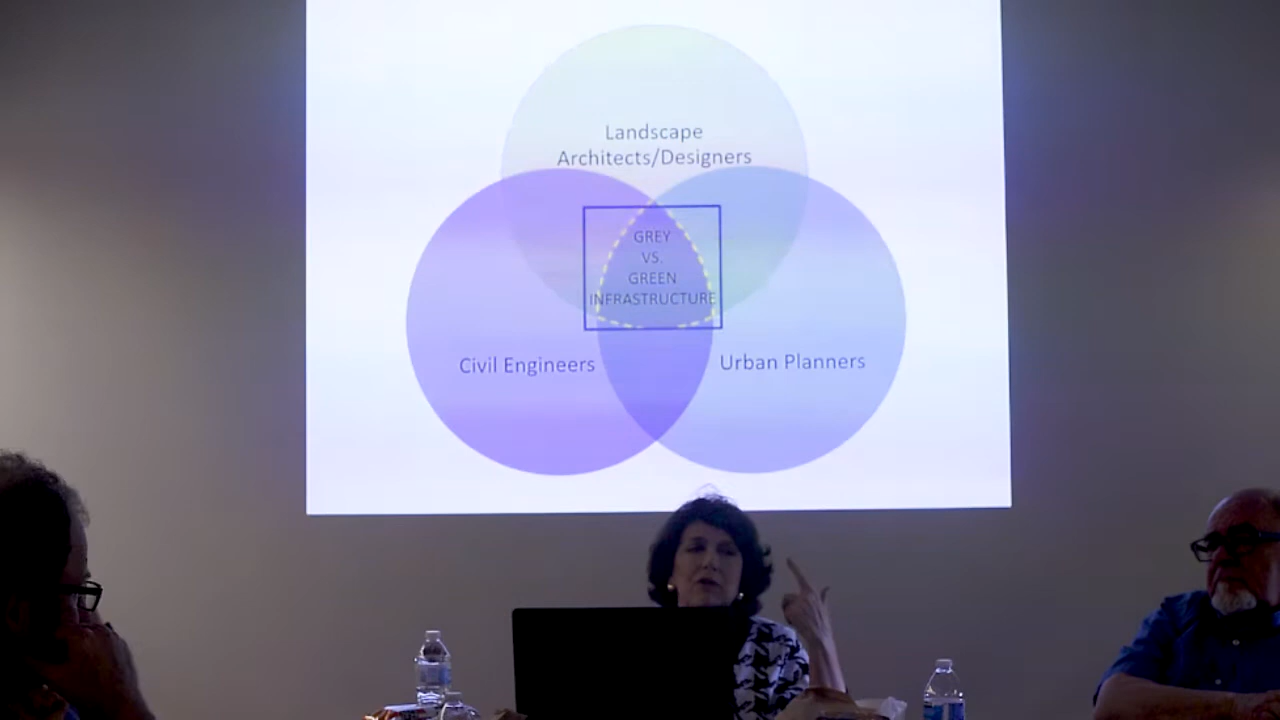 Landscape
Architects/Designers
GREY
VS.
GREEN
INFRASTRUCTURE
Civil Engineers
Urban Planners